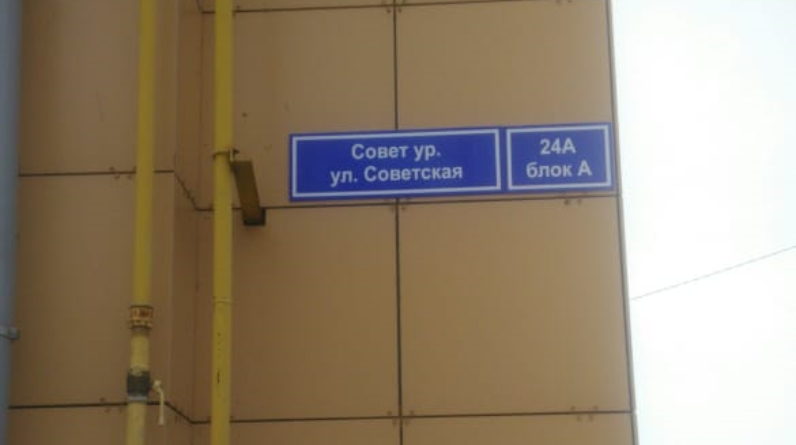 Совет ур.
ул. Советская
24А
блок А